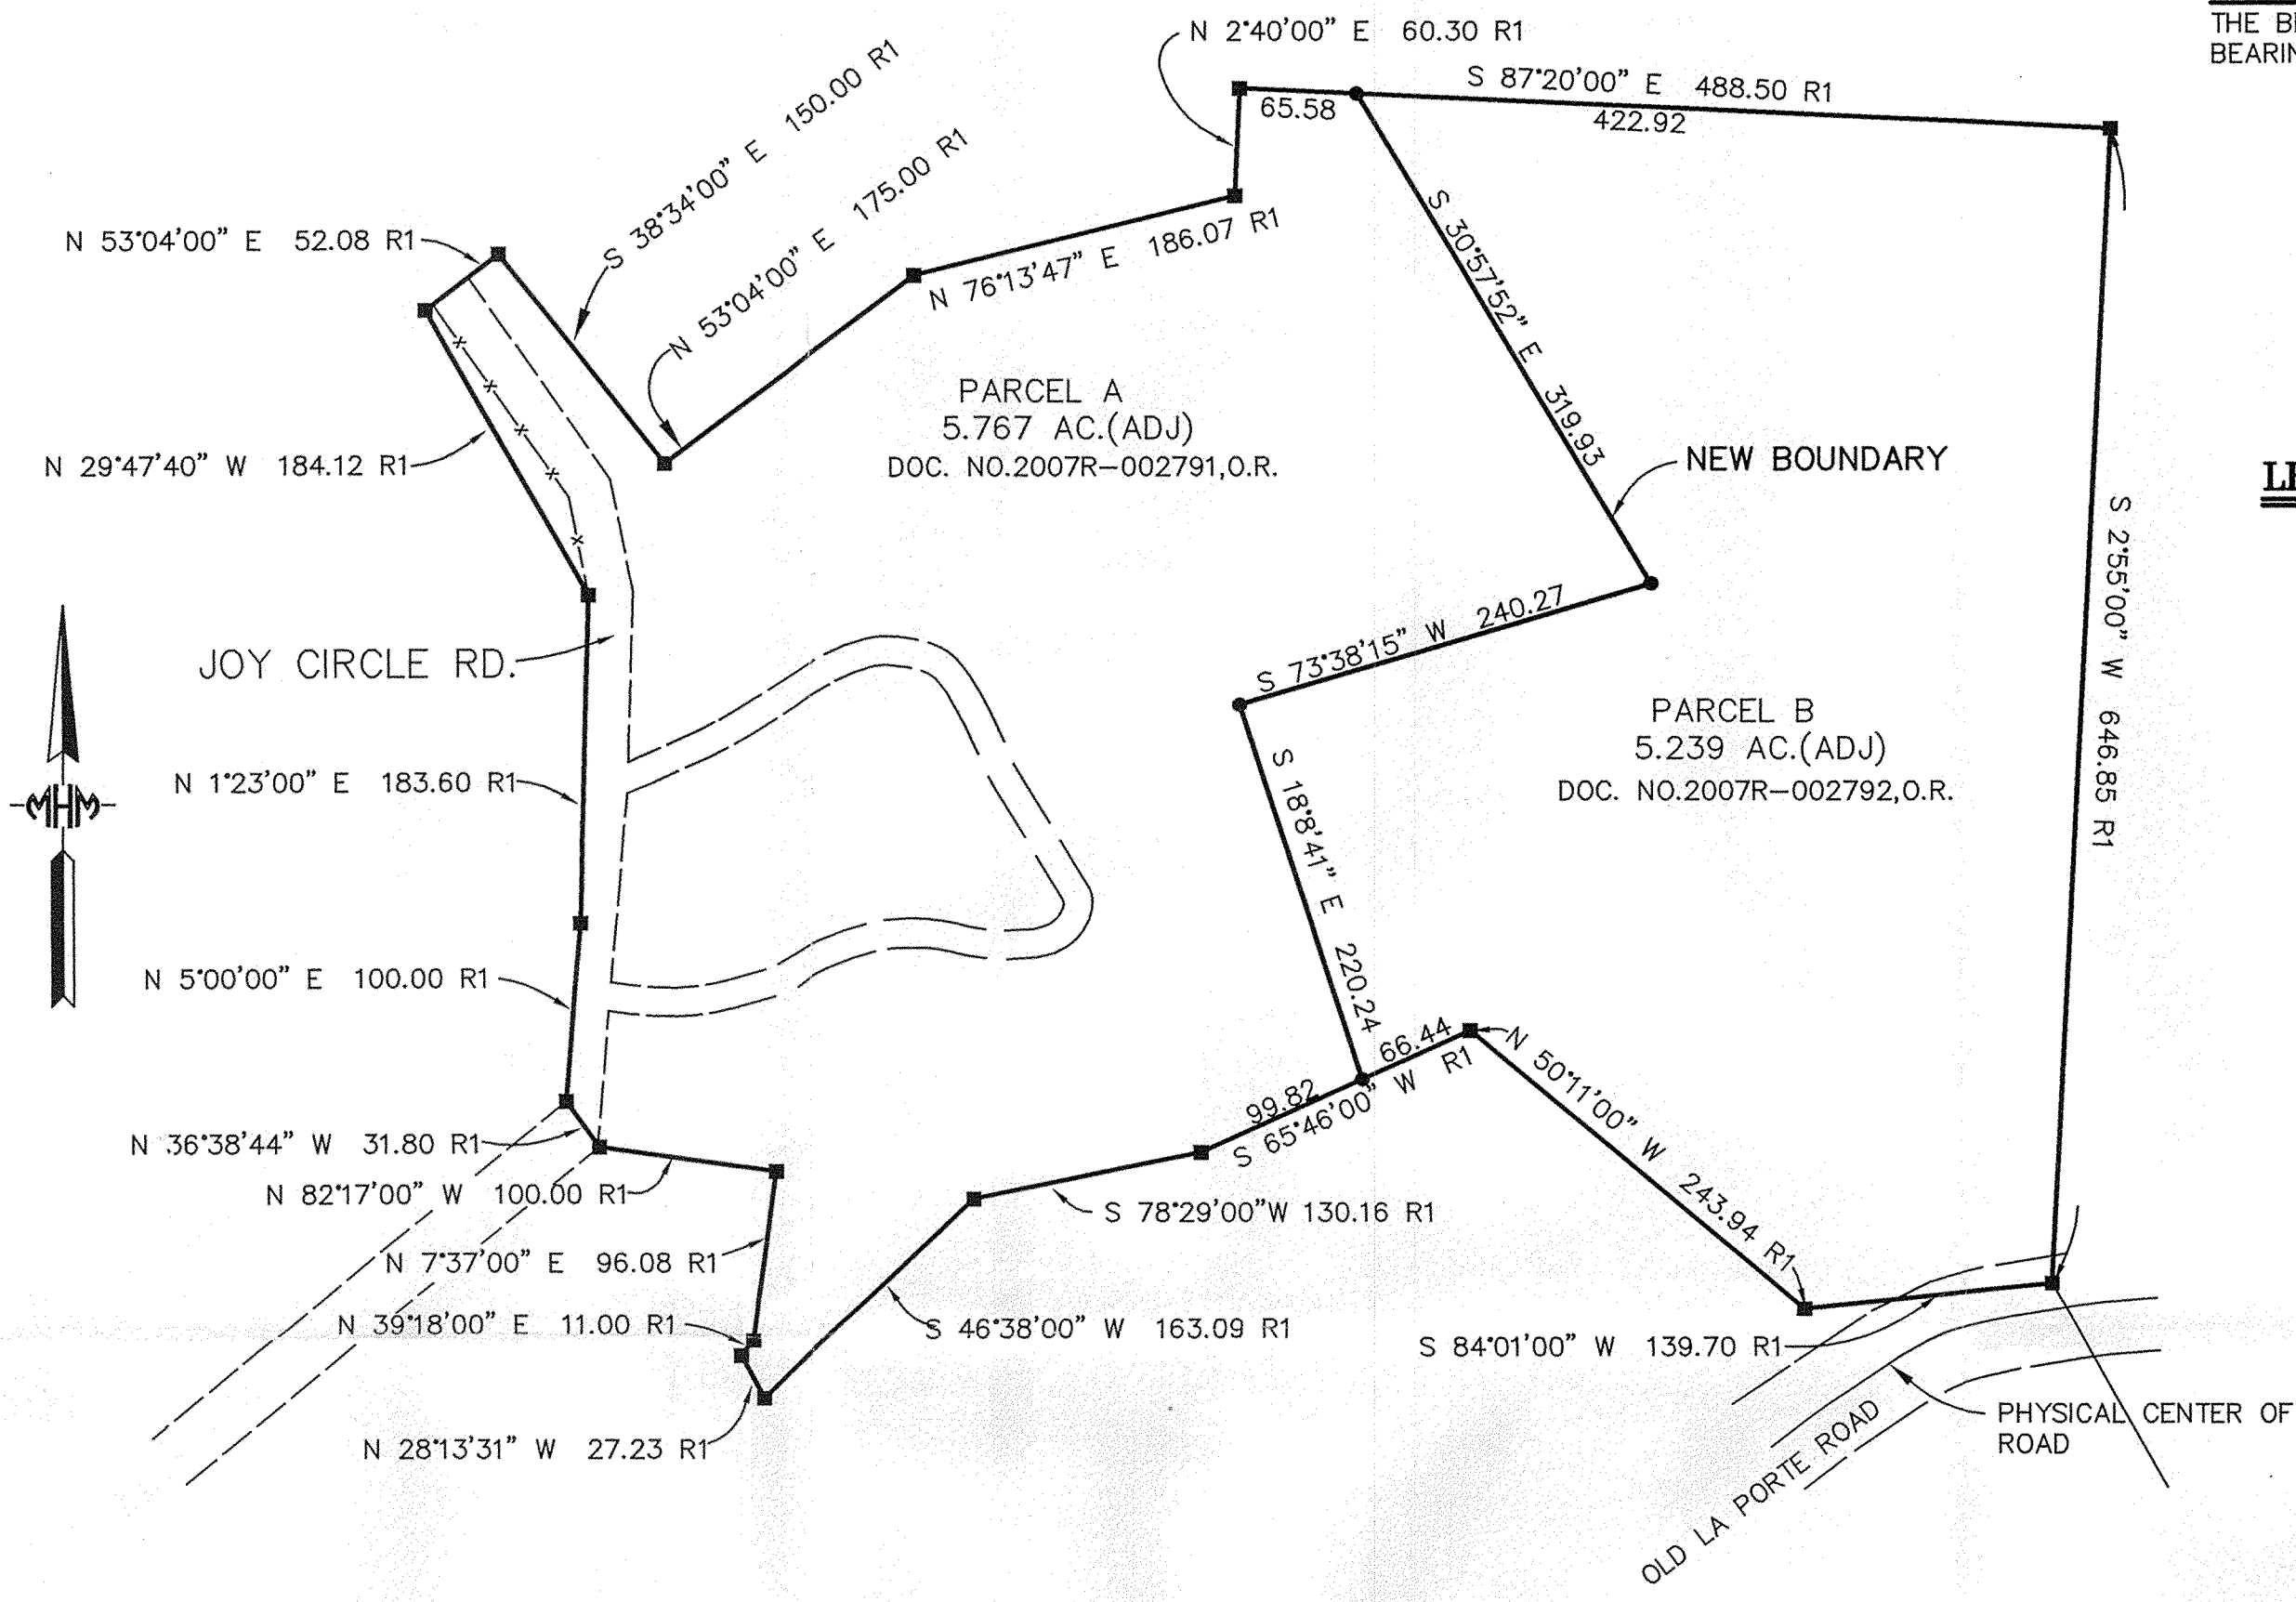 THE B
BEARIN
N 2°40'00" E 60.30 R1
S 87°20'00" E 488.50 R1
65.58
422.92
S 38°34'00" E 150.00 R1
N 53°04'00" E 175.00 R1
N 53°04'00" E 52.08 R1
N 76°13'47" E 186.07 R1
S 30°57'52" E 319.93
PARCEL A
5.767 AC.(ADJ)
DOC. NO.2007R-002791,O.R.
N 29°47'40" W 184.12 R1
NEW BOUNDARY
S 2°55'00" W 646.85 R1
JOY CIRCLE RD.
S 73°38'15" W 240.27
PARCEL B
5.239 AC.(ADJ)
DOC. NO.2007R-002792,O.R.
N 1°23'00" E 183.60 R1
MHM
S 18°8'41" E 220.24
N 5°00'00" E 100.00 R1
66.44
99.82
S 65°46'00" W R1
N 50°11'00" W 243.94 R1
N 36°38'44" W 31.80 R1
N 82°17'00" W 100.00 R1
S 78°29'00"W 130.16 R1
N 7°37'00" E 96.08 R1
N 39°18'00" E 11.00 R1
S 46°38'00" W 163.09 R1
S 84°01'00" W 139.70 R1
N 28°13'31" W 27.23 R1
PHYSICAL CENTER OF
ROAD
OLD LA PORTE ROAD